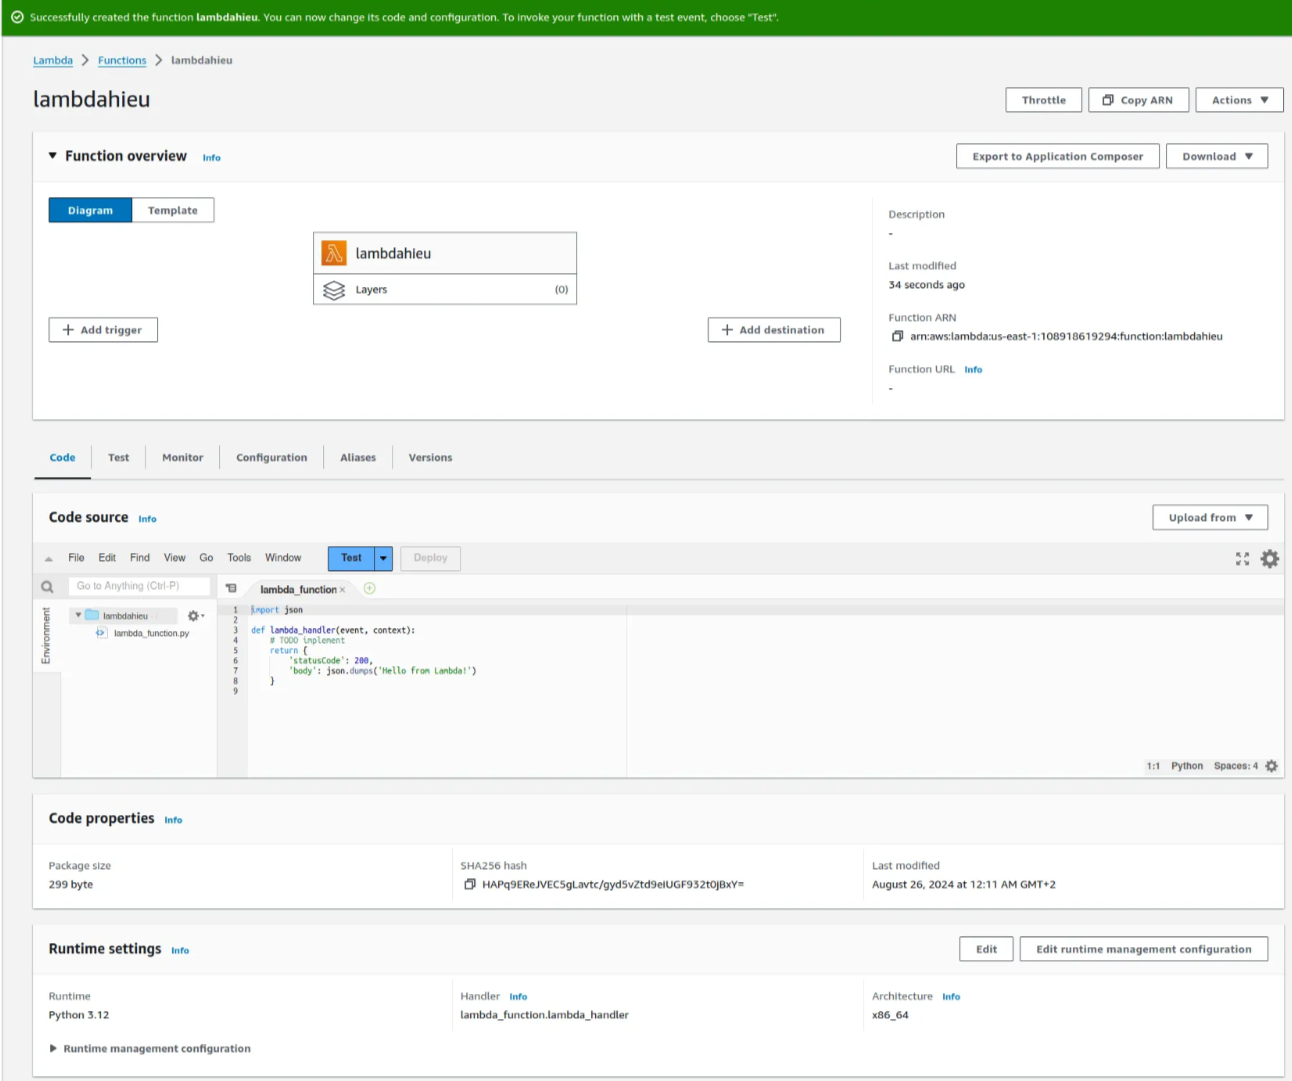 Successfully created the function lambdahieu. You can now change its code and configuration. To invoke your function with a test event, choose "Test".
Lambda > Functions > lambdahieu
lambdahieu
Throttle
Copy ARN
Actions
Function overview Info
Export to Application Composer
Download
Diagram
Template
lambdahieu
Layers (0)
+ Add trigger
+ Add destination
Description
-
Last modified
34 seconds ago
Function ARN
arn:aws:lambda:us-east-1:108918619294:function:lambdahieu
Function URL Info
-
Code
Test
Monitor
Configuration
Aliases
Versions
Code source Info
Upload from
File Edit Find View Go Tools Window
Test
Deploy
Go to Anything (Ctrl-P)
lambda_function ×
Environment
lambdahieu
lambda_function.py
1 import json
2
3 def lambda_handler(event, context):
4 # TODO implement
5 return {
6 'statusCode': 200,
7 'body': json.dumps('Hello from Lambda!')
8 }
9
1:1 Python Spaces: 4
Code properties Info
Package size
299 byte
SHA256 hash
HAPq9EReJVEC5gLavtc/gyd5vZtd9eiUGF932t0jBxY=
Last modified
August 26, 2024 at 12:11 AM GMT+2
Runtime settings Info
Edit
Edit runtime management configuration
Runtime
Python 3.12
Handler Info
lambda_function.lambda_handler
Architecture Info
x86_64
Runtime management configuration